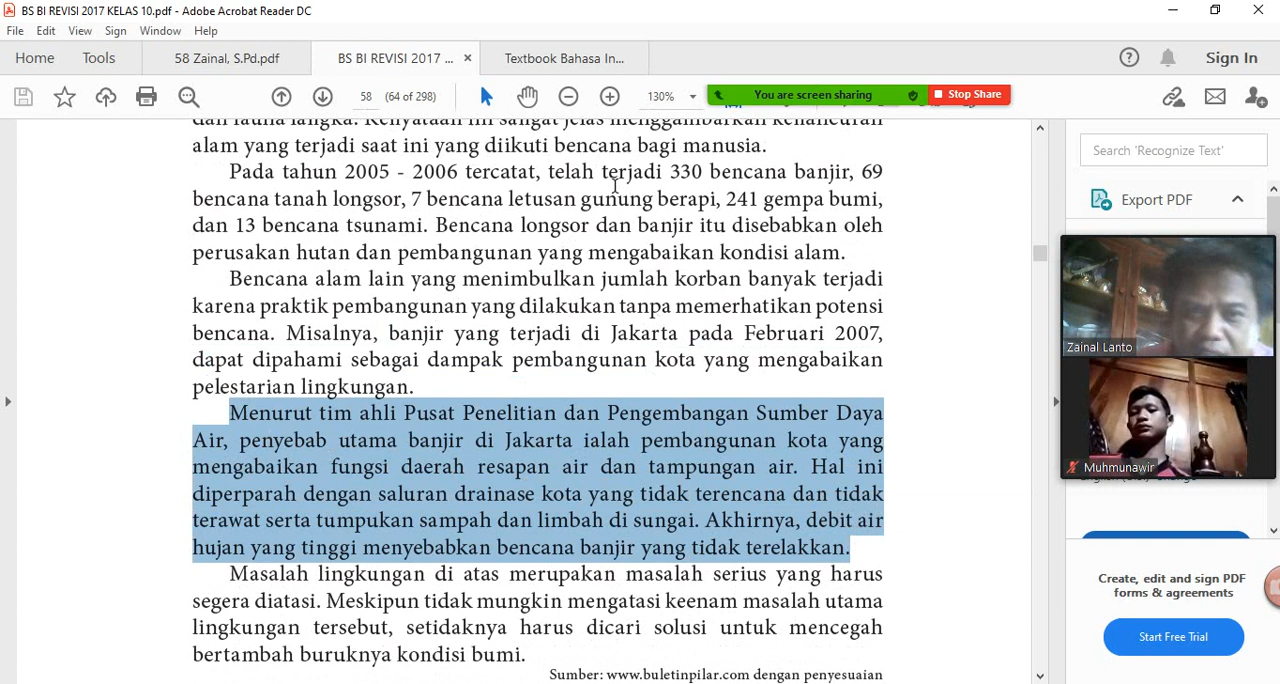 BS BI REVISI 2017 KELAS 10.pdf - Adobe Acrobat Reader DC
File Edit View Sign Window Help
Home Tools 58 Zainal, S.Pd.pdf BS BI REVISI 2017 ... × Textbook Bahasa In... Sign In
58 (64 of 298) 130% You are screen sharing Stop Share
dan fauna langka. Kenyataan ini sangat jelas menggambarkan kehancuran
alam yang terjadi saat ini yang diikuti bencana bagi manusia.
Pada tahun 2005 - 2006 tercatat, telah terjadi 330 bencana banjir, 69
bencana tanah longsor, 7 bencana letusan gunung berapi, 241 gempa bumi,
dan 13 bencana tsunami. Bencana longsor dan banjir itu disebabkan oleh
perusakan hutan dan pembangunan yang mengabaikan kondisi alam.
Bencana alam lain yang menimbulkan jumlah korban banyak terjadi
karena praktik pembangunan yang dilakukan tanpa memerhatikan potensi
bencana. Misalnya, banjir yang terjadi di Jakarta pada Februari 2007,
dapat dipahami sebagai dampak pembangunan kota yang mengabaikan
pelestarian lingkungan.
Menurut tim ahli Pusat Penelitian dan Pengembangan Sumber Daya
Air, penyebab utama banjir di Jakarta ialah pembangunan kota yang
mengabaikan fungsi daerah resapan air dan tampungan air. Hal ini
diperparah dengan saluran drainase kota yang tidak terencana dan tidak
terawat serta tumpukan sampah dan limbah di sungai. Akhirnya, debit air
hujan yang tinggi menyebabkan bencana banjir yang tidak terelakkan.
Masalah lingkungan di atas merupakan masalah serius yang harus
segera diatasi. Meskipun tidak mungkin mengatasi keenam masalah utama
lingkungan tersebut, setidaknya harus dicari solusi untuk mencegah
bertambah buruknya kondisi bumi.
Sumber: www.buletinpilar.com dengan penyesuaian
Search 'Recognize Text'
Export PDF
Zainal Lanto
Muhmunawir
Create, edit and sign PDF
forms & agreements
Start Free Trial